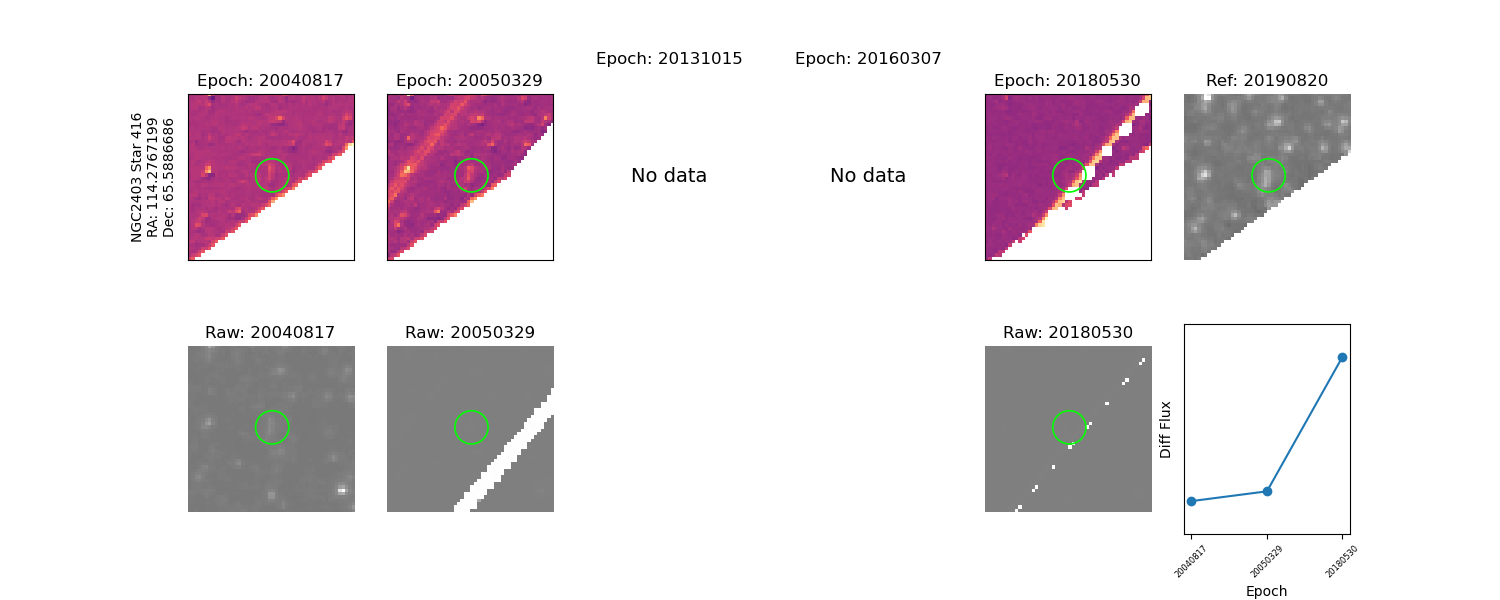 Epoch: 20131015
Epoch: 20160307
Epoch: 20040817
Epoch: 20050329
Epoch: 20180530
Ref: 20190820
NGC2403 Star 416
RA: 114.2767199
Dec: 65.5886686
No data
No data
Raw: 20040817
Raw: 20050329
Raw: 20180530
Diff Flux
20040817
20050329
20180530
Epoch